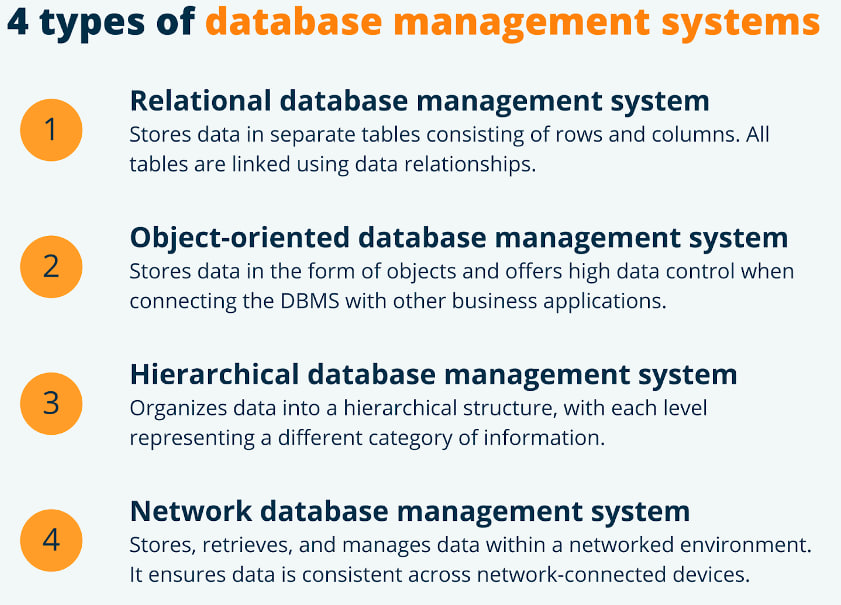 4 types of database management systems
1
Relational database management system
Stores data in separate tables consisting of rows and columns. All
tables are linked using data relationships.
2
Object-oriented database management system
Stores data in the form of objects and offers high data control when
connecting the DBMS with other business applications.
3
Hierarchical database management system
Organizes data into a hierarchical structure, with each level
representing a different category of information.
4
Network database management system
Stores, retrieves, and manages data within a networked environment.
It ensures data is consistent across network-connected devices.